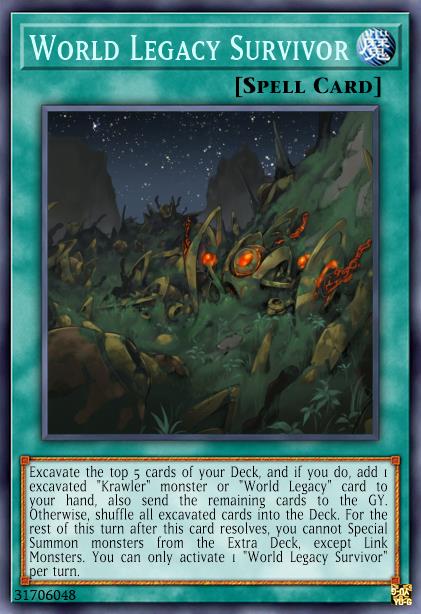 WORLD LEGACY SURVIVOR 魔
[SPELL CARD]
Excavate the top 5 cards of your Deck, and if you do, add 1
excavated "Krawler" monster or "World Legacy" card to
your hand, also send the remaining cards to the GY.
Otherwise, shuffle all excavated cards into the Deck. For the
rest of this turn after this card resolves, you cannot Special
Summon monsters from the Extra Deck, except Link
Monsters. You can only activate 1 "World Legacy Survivor"
per turn.
31706048